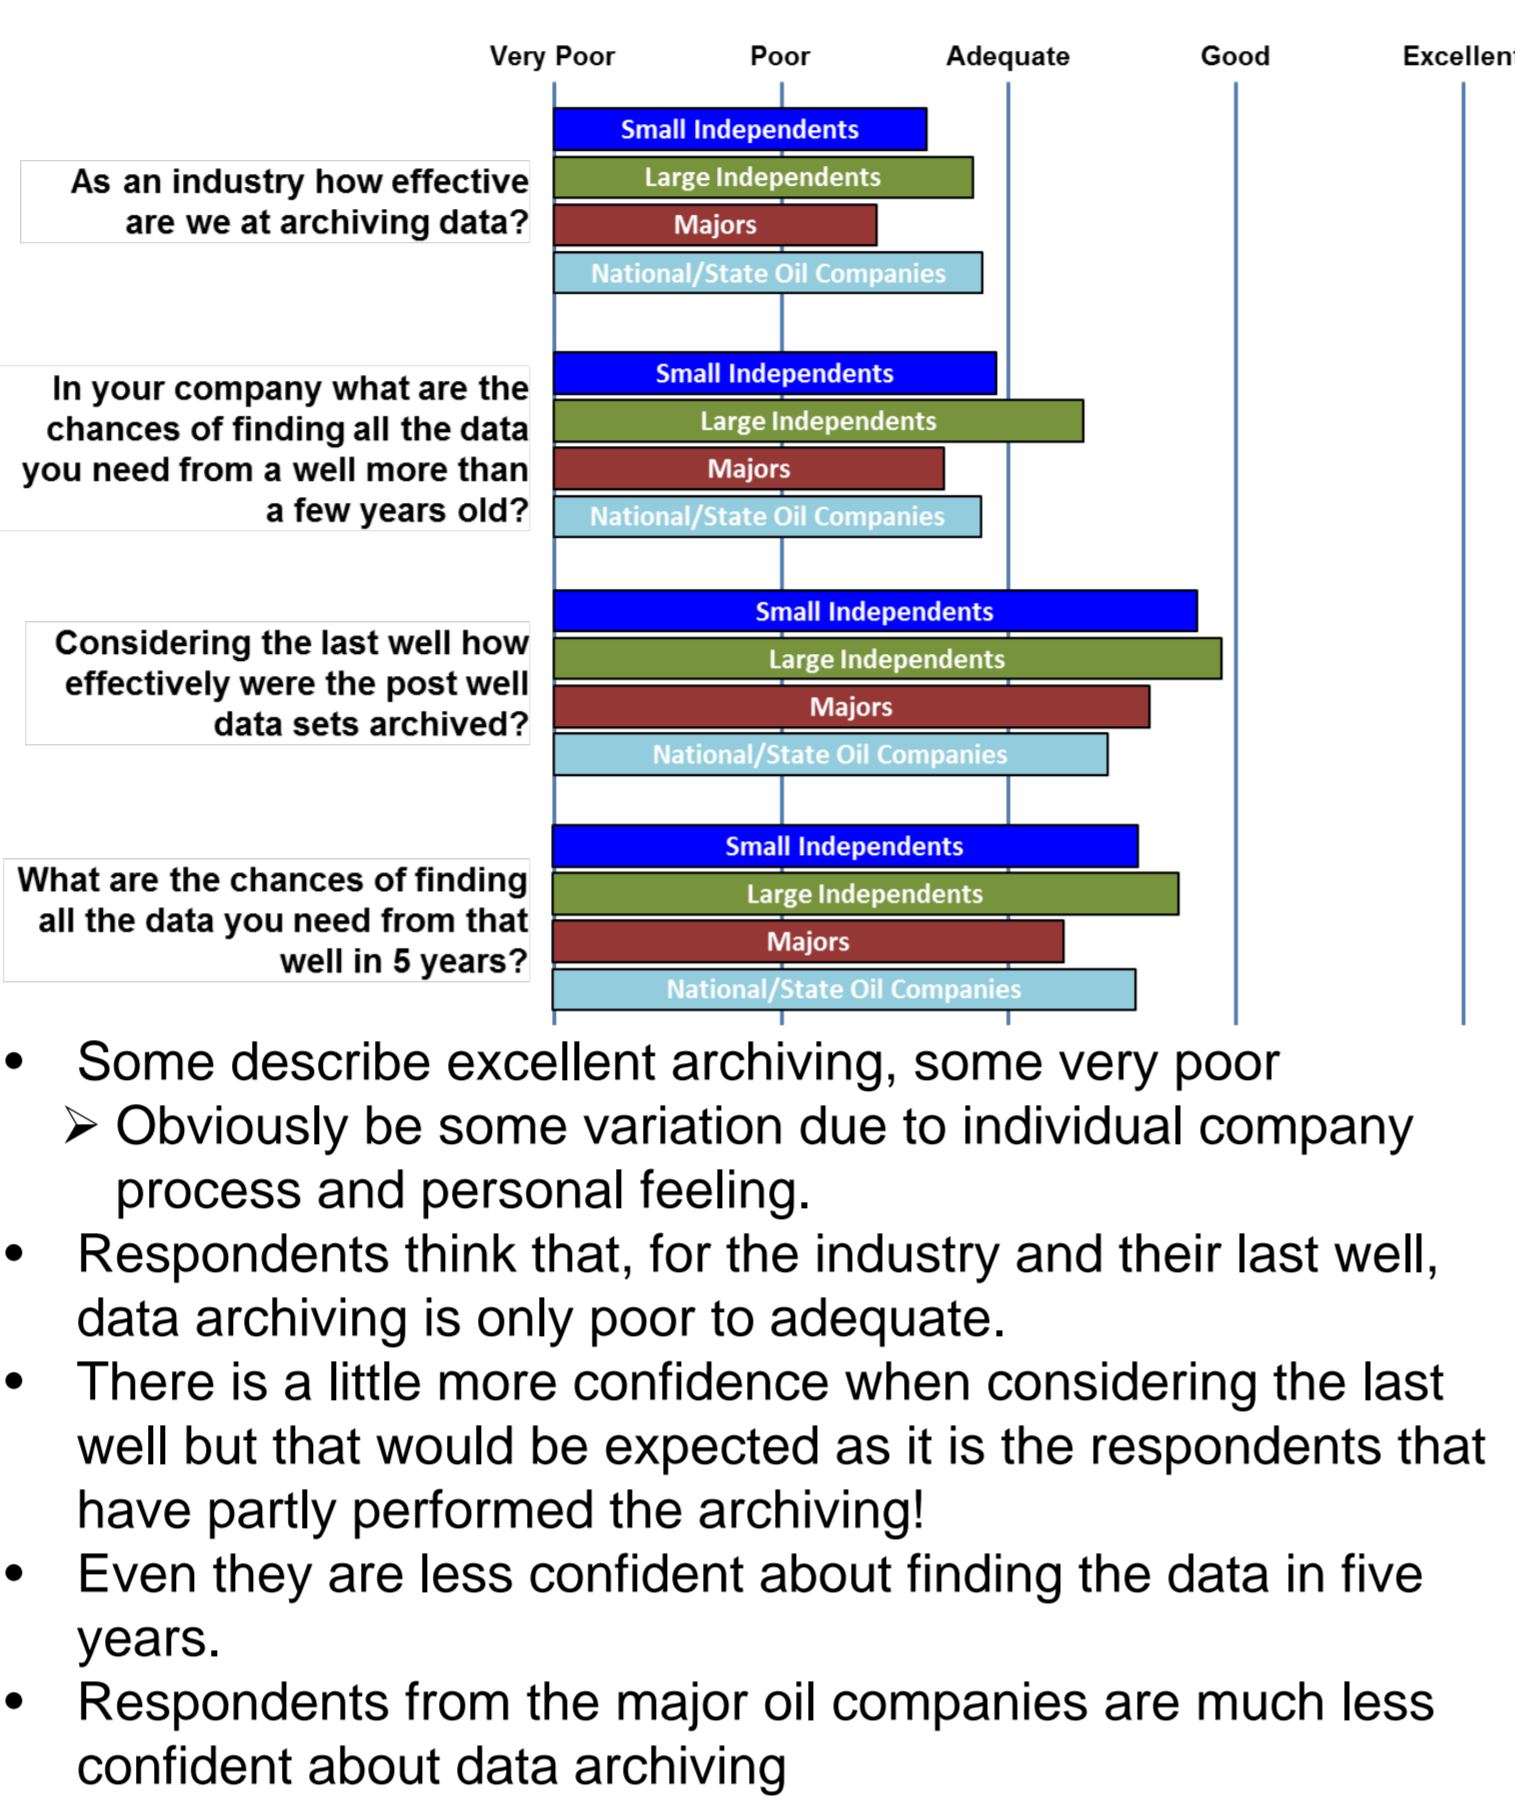 Very Poor Poor Adequate Good Excellent
As an industry how effective
are we at archiving data?
Small Independents
Large Independents
Majors
National/State Oil Companies
In your company what are the
chances of finding all the data
you need from a well more than
a few years old?
Small Independents
Large Independents
Majors
National/State Oil Companies
Considering the last well how
effectively were the post well
data sets archived?
Small Independents
Large Independents
Majors
National/State Oil Companies
What are the chances of finding
all the data you need from that
well in 5 years?
Small Independents
Large Independents
Majors
National/State Oil Companies
• Some describe excellent archiving, some very poor
➢ Obviously be some variation due to individual company
process and personal feeling.
• Respondents think that, for the industry and their last well,
data archiving is only poor to adequate.
• There is a little more confidence when considering the last
well but that would be expected as it is the respondents that
have partly performed the archiving!
• Even they are less confident about finding the data in five
years.
• Respondents from the major oil companies are much less
confident about data archiving